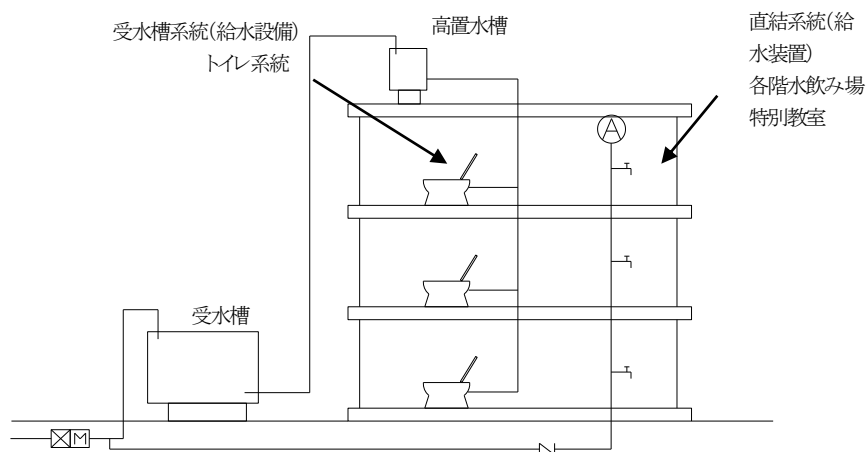 受水槽系統(給水設備)
トイレ系統
高置水槽
直結系統(給
水装置)
各階水飲み場
特別教室
A
受水槽
M